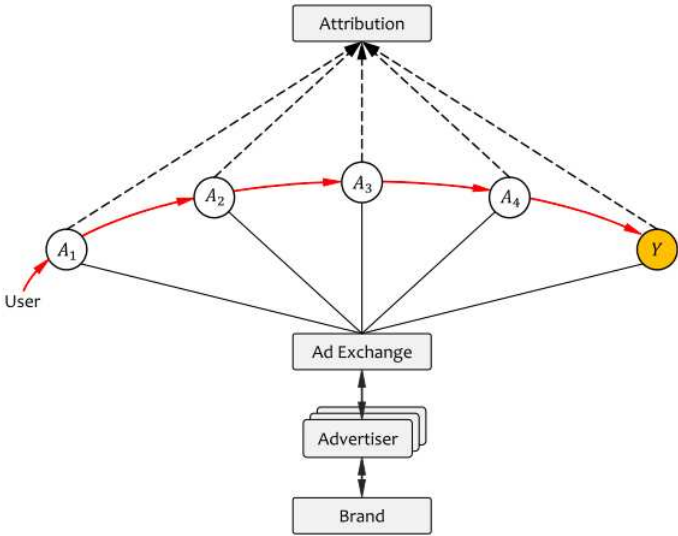 Attribution
A₁
A₂
A₃
A₄
Y
User
Ad Exchange
Advertiser
Brand